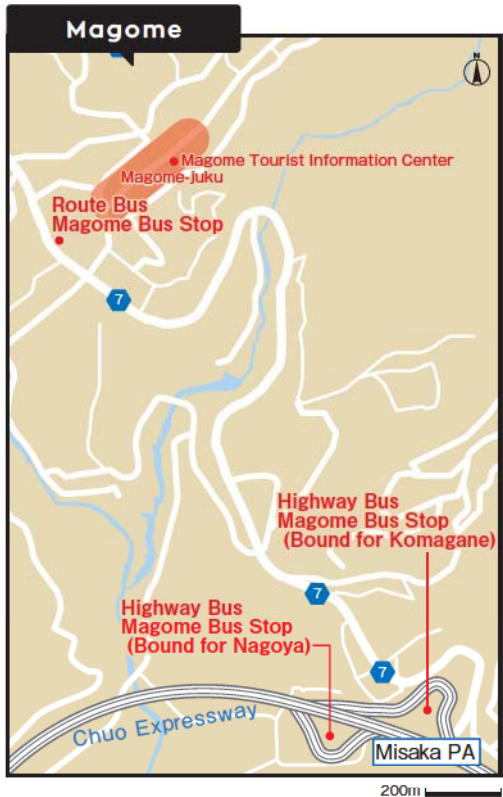 Magome
N
Magome Tourist Information Center
Magome-juku
Route Bus
Magome Bus Stop
7
Highway Bus
Magome Bus Stop
(Bound for Komagane)
7
Highway Bus
Magome Bus Stop
(Bound for Nagoya)
7
Chuo Expressway
Misaka PA
200m